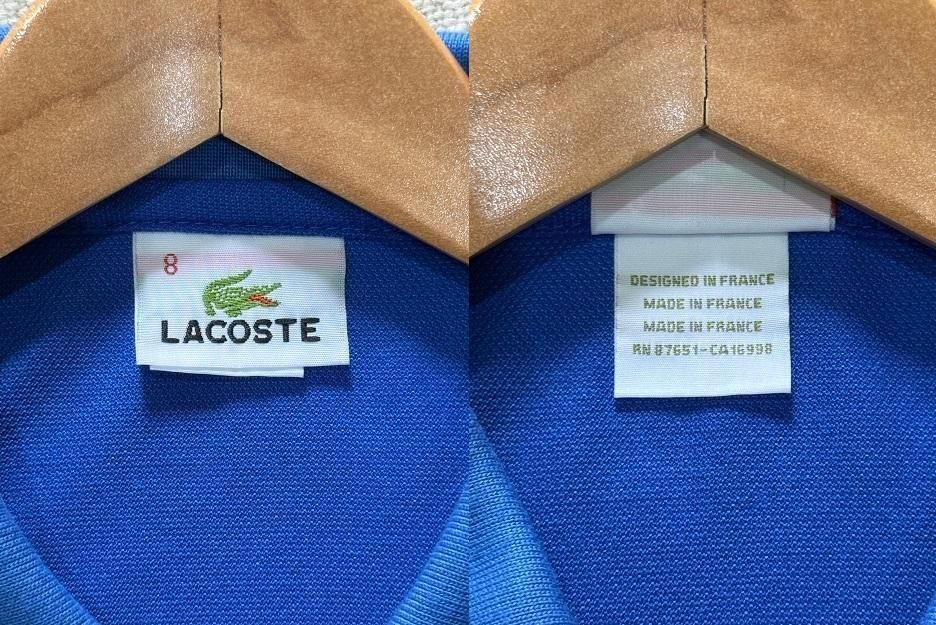 8
LACOSTE
DESIGNED IN FRANCE
MADE IN FRANCE
MADE IN FRANCE
RN 87651-CA16998